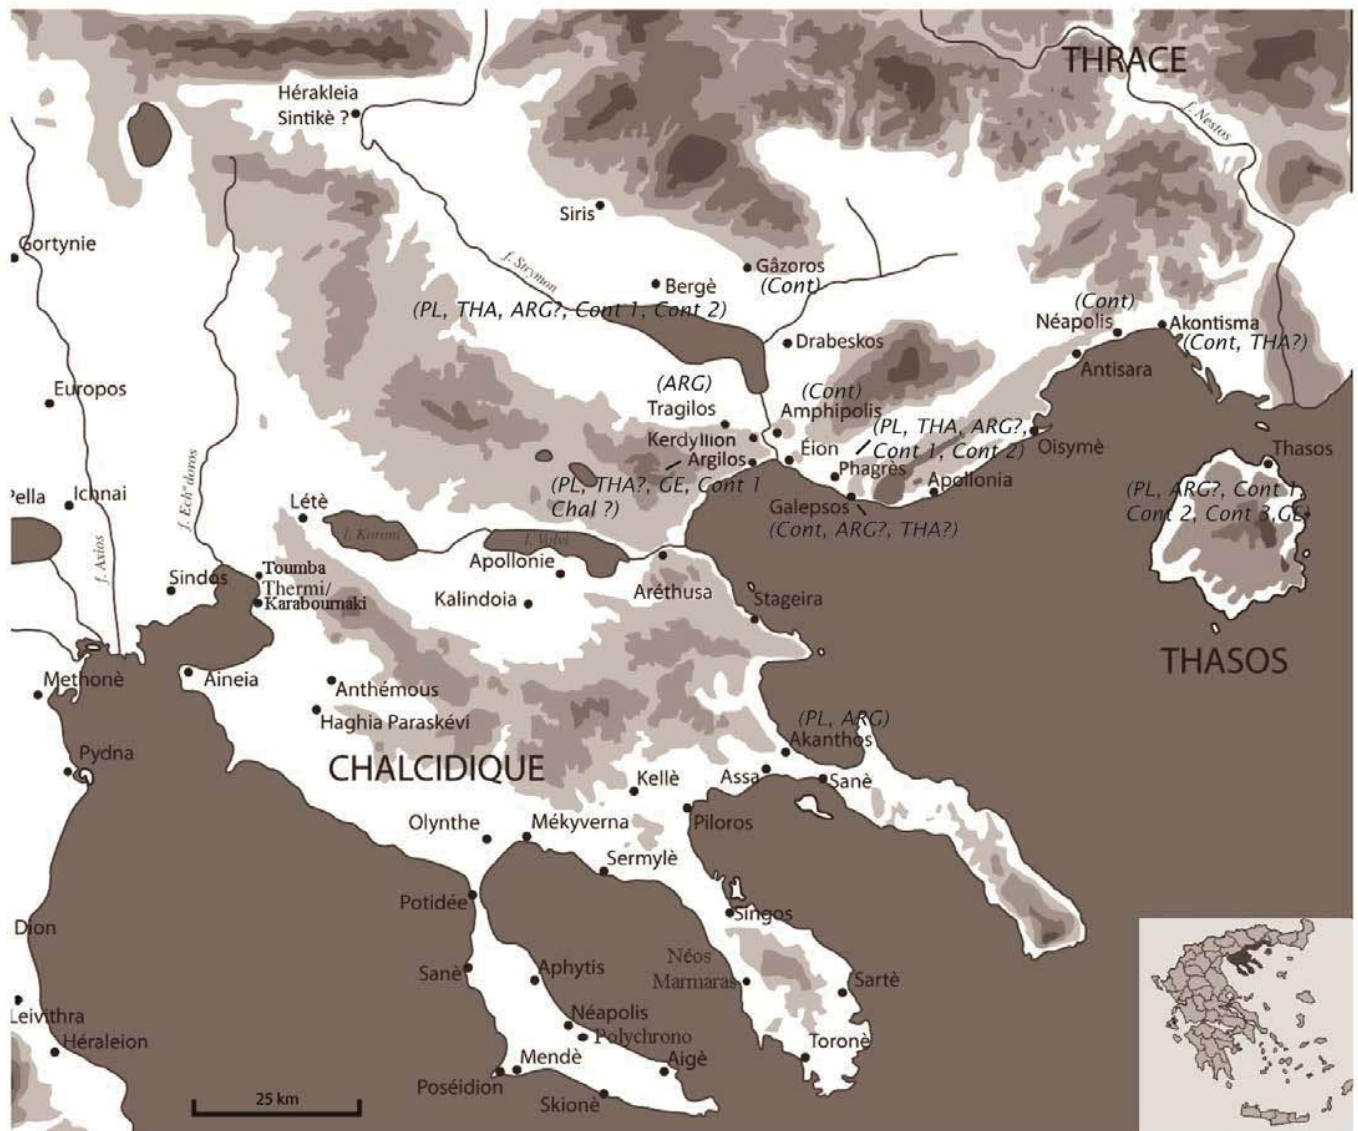 THRACE
f. Nestos
Hérakleia
Sintikè ?
Siris
Gortynie
f. Strymon
Gâzoros
(Cont)
Bergè
(PL, THA, ARG?, Cont 1, Cont 2)
(Cont)
Néapolis
Akontisma
(Cont, THA?)
Drabeskos
Antisara
Europos
(ARG)
Tragilos
(Cont)
Amphipolis
(PL, THA, ARG?,
Cont 1, Cont 2)
Oisymè
Kerdyllion
Argilos
Éion
Phagrès
Apollonia
Thasos
(PL, THA?, GE, Cont 1
Chal ?)
Galepsos
(Cont, ARG?, THA?)
(PL, ARG?, Cont 1,
Cont 2, Cont 3,GE)
Pella
Ichnai
f. Echedoros
Létè
l. Koroni
l. Volvi
f. Axios
Apollonie
Toumba
Thermi/
Karabournaki
Sindos
Kalindoia
Aréthusa
Stageira
THASOS
Methonè
Aineia
Anthémous
Haghia Paraskévi
(PL, ARG)
Akanthos
Pydna
CHALCIDIQUE
Kellè
Assa
Sanè
Olynthe
Mékyverna
Piloros
Sermylè
Potidée
Singos
Dion
Sanè
Aphytis
Néos
Marmaras
Sartè
Leivithra
Néapolis
Polychrono
Héraleion
Mendè
Aigè
Toronè
Poséidion
Skionè
25 km